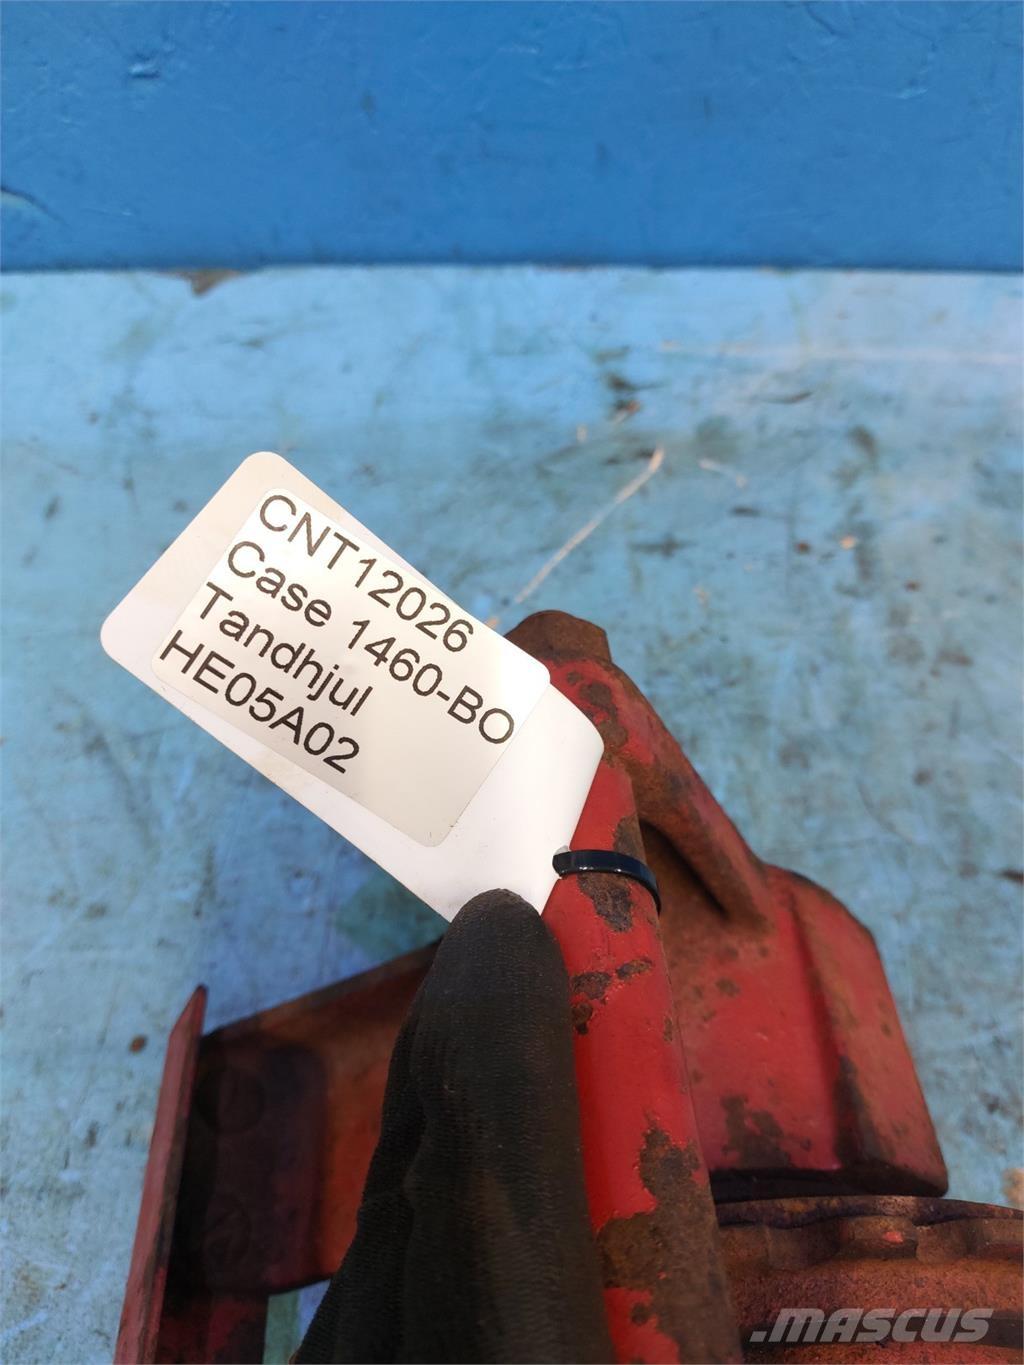 CNT12026
Case 1460-BO
Tandhjul
HE05A02
MASCUS